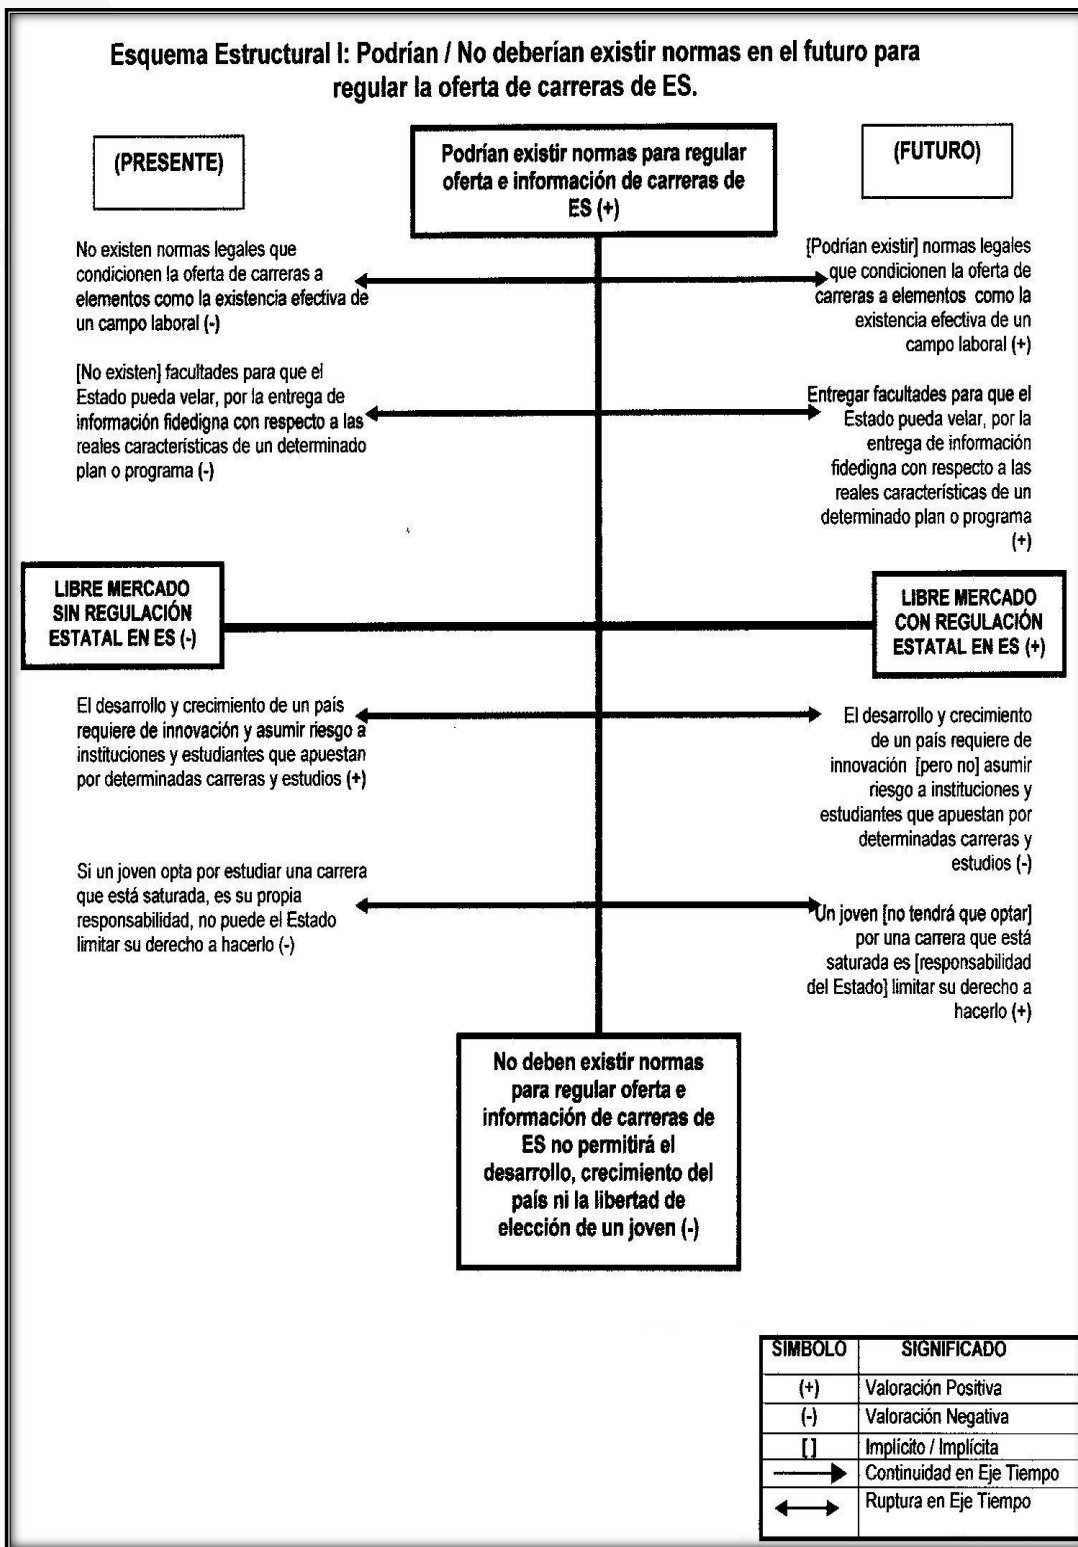 Esquema Estructural I: Podrían / No deberían existir normas en el futuro para
regular la oferta de carreras de ES.
(PRESENTE)
Podrían existir normas para regular
oferta e información de carreras de
ES (+)
(FUTURO)
No existen normas legales que
condicionen la oferta de carreras a
elementos como la existencia efectiva de
un campo laboral (-)
[Podrían existir] normas legales
que condicionen la oferta de
carreras a elementos como la
existencia efectiva de un
campo laboral (+)
[No existen] facultades para que el
Estado pueda velar, por la entrega de
información fidedigna con respecto a las
reales características de un determinado
plan o programa (-)
Entregar facultades para que el
Estado pueda velar, por la
entrega de información
fidedigna con respecto a las
reales características de un
determinado plan o programa
(+)
LIBRE MERCADO
SIN REGULACIÓN
ESTATAL EN ES (-)
LIBRE MERCADO
CON REGULACIÓN
ESTATAL EN ES (+)
El desarrollo y crecimiento de un país
requiere de innovación y asumir riesgo a
instituciones y estudiantes que apuestan
por determinadas carreras y estudios (+)
El desarrollo y crecimiento
de un país requiere de
innovación [pero no] asumir
riesgo a instituciones y
estudiantes que apuestan por
determinadas carreras y
estudios (-)
Si un joven opta por estudiar una carrera
que está saturada, es su propia
responsabilidad, no puede el Estado
limitar su derecho a hacerlo (-)
Un joven [no tendrá que optar]
por una carrera que está
saturada es [responsabilidad
del Estado] limitar su derecho a
hacerlo (+)
No deben existir normas
para regular oferta e
información de carreras de
ES no permitirá el
desarrollo, crecimiento del
país ni la libertad de
elección de un joven (-)
SIMBOLO SIGNIFICADO
(+) Valoración Positiva
(-) Valoración Negativa
[ ] Implícito / Implícita
Continuidad en Eje Tiempo
Ruptura en Eje Tiempo